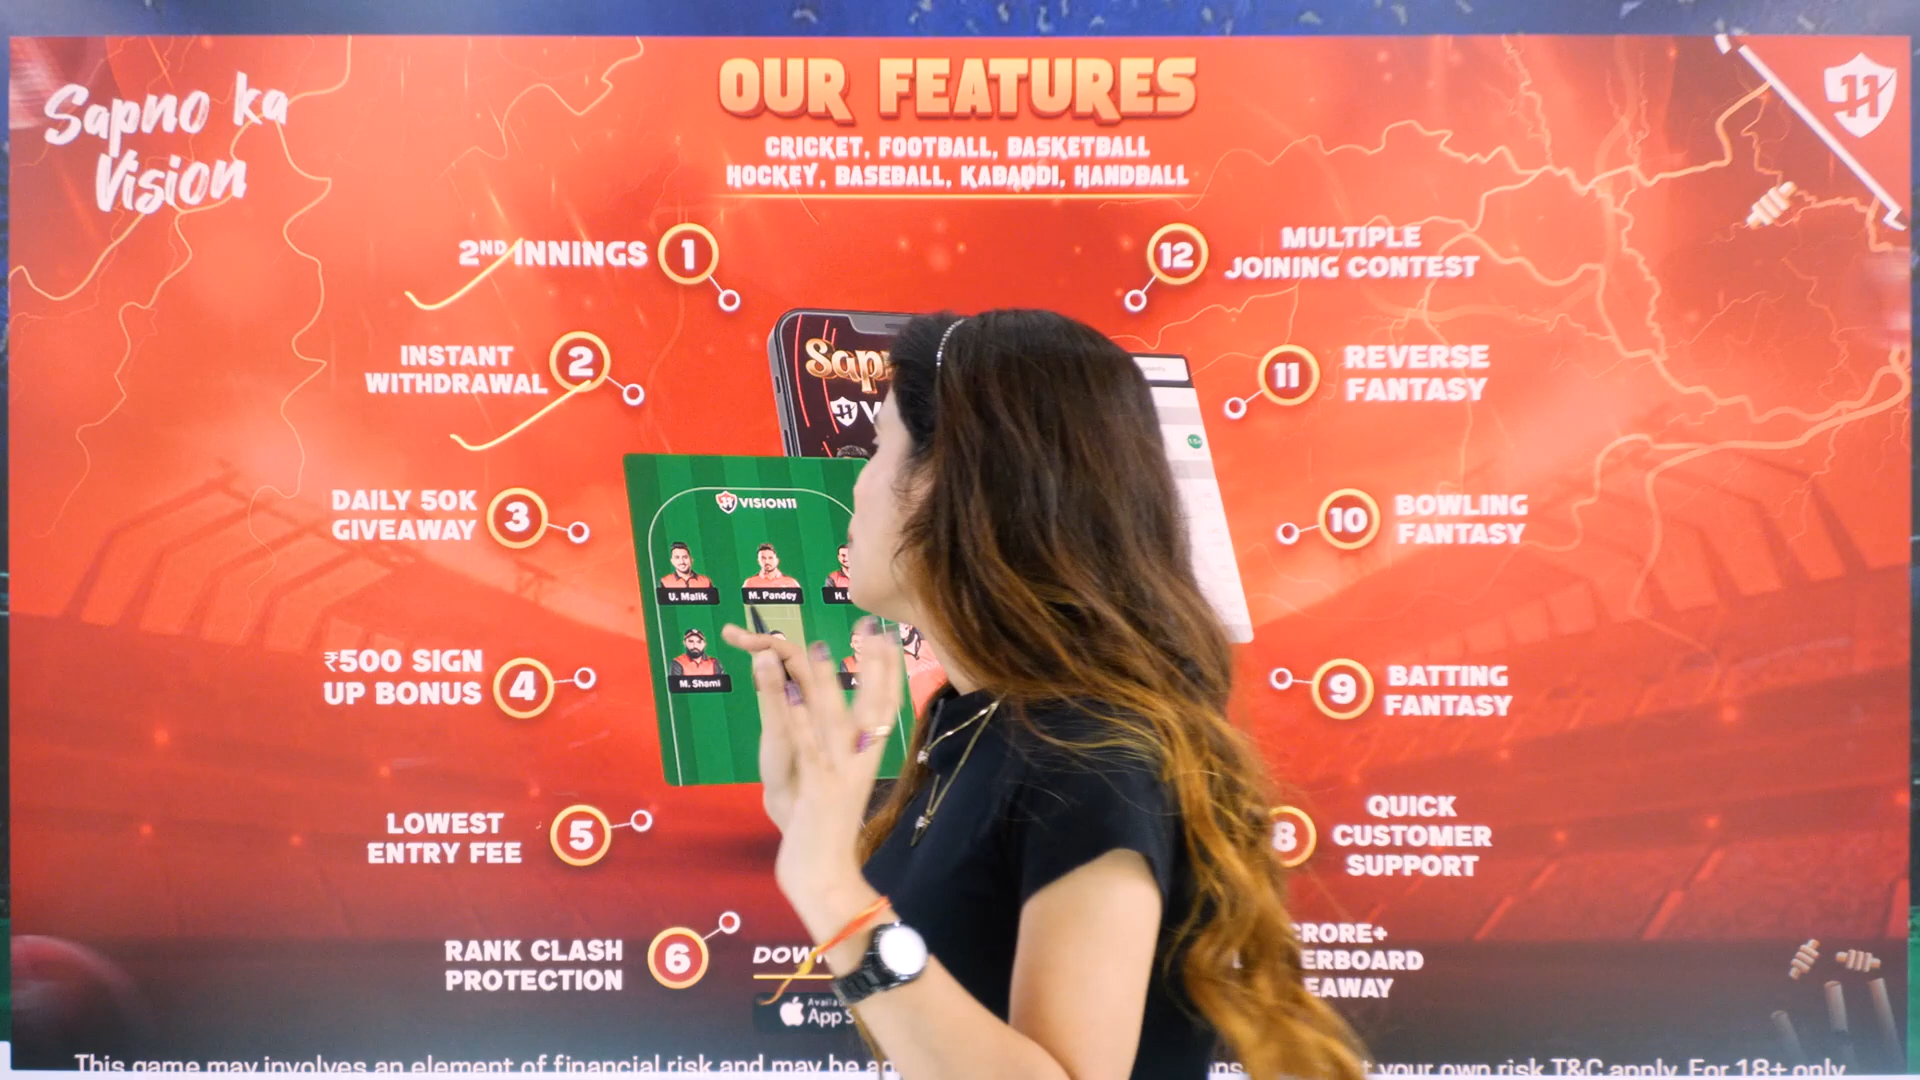 Sapno ka
Vision
OUR FEATURES
CRICKET, FOOTBALL, BASKETBALL
HOCKEY, BASEBALL, KABADDI, HANDBALL
2ND INNINGS 1
INSTANT
WITHDRAWAL 2
DAILY 50K
GIVEAWAY 3
₹500 SIGN
UP BONUS 4
LOWEST
ENTRY FEE 5
RANK CLASH
PROTECTION 6
VISION11
U. Malik
M. Pandey
H.
M. Shami
A.
12 MULTIPLE
JOINING CONTEST
11 REVERSE
FANTASY
10 BOWLING
FANTASY
9 BATTING
FANTASY
8 QUICK
CUSTOMER
SUPPORT
CRORE+
This game may involves an element of financial risk and may be
your own risk T&C apply. For 18+ only